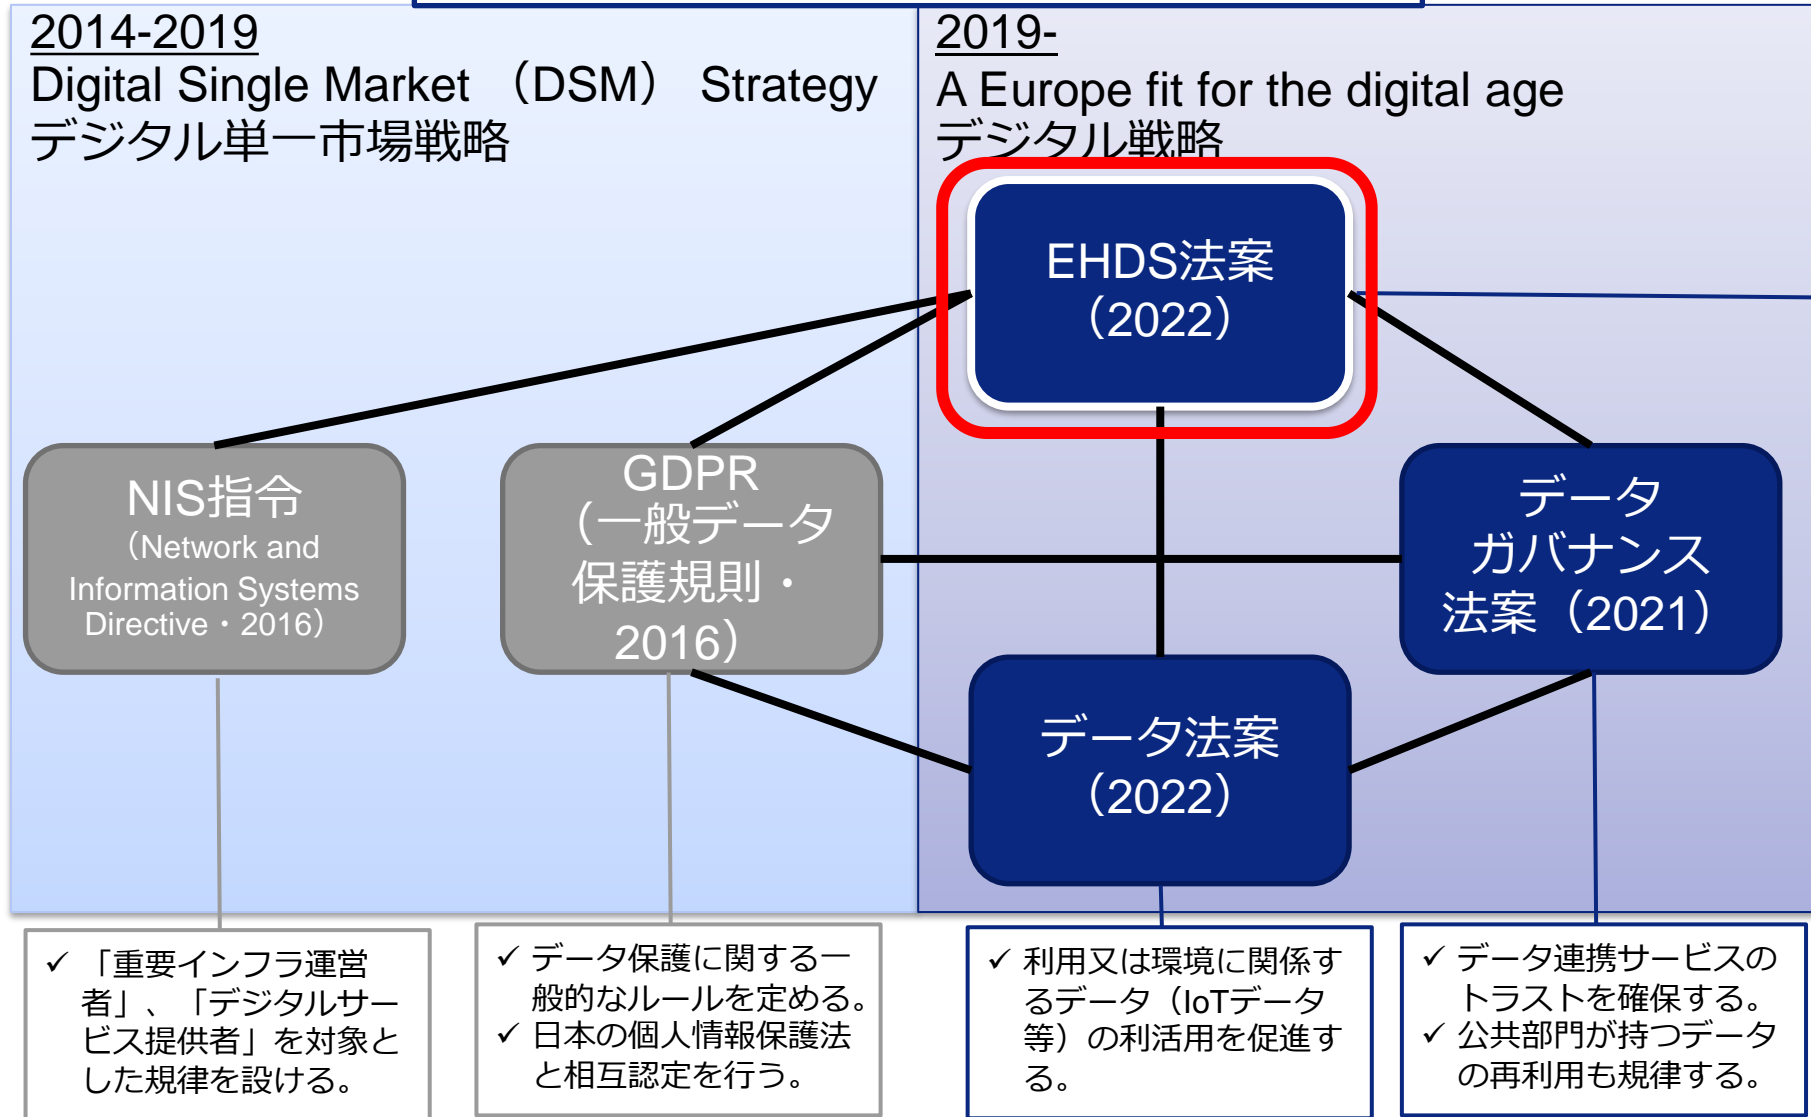 2014-2019
Digital Single Market （DSM） Strategy
デジタル単一市場戦略
2019-
A Europe fit for the digital age
デジタル戦略
EHDS法案
（2022）
NIS指令
（Network and
Information Systems
Directive・2016）
GDPR
（一般データ
保護規則・
2016）
データ
ガバナンス
法案（2021）
データ法案
（2022）
✓ 「重要インフラ運営
者」、「デジタルサー
ビス提供者」を対象と
した規律を設ける。
✓ データ保護に関する一
般的なルールを定める。
✓ 日本の個人情報保護法
と相互認定を行う。
✓ 利用又は環境に関係す
るデータ（IoTデータ
等）の利活用を促進す
る。
✓ データ連携サービスの
トラストを確保する。
✓ 公共部門が持つデータ
の再利用も規律する。